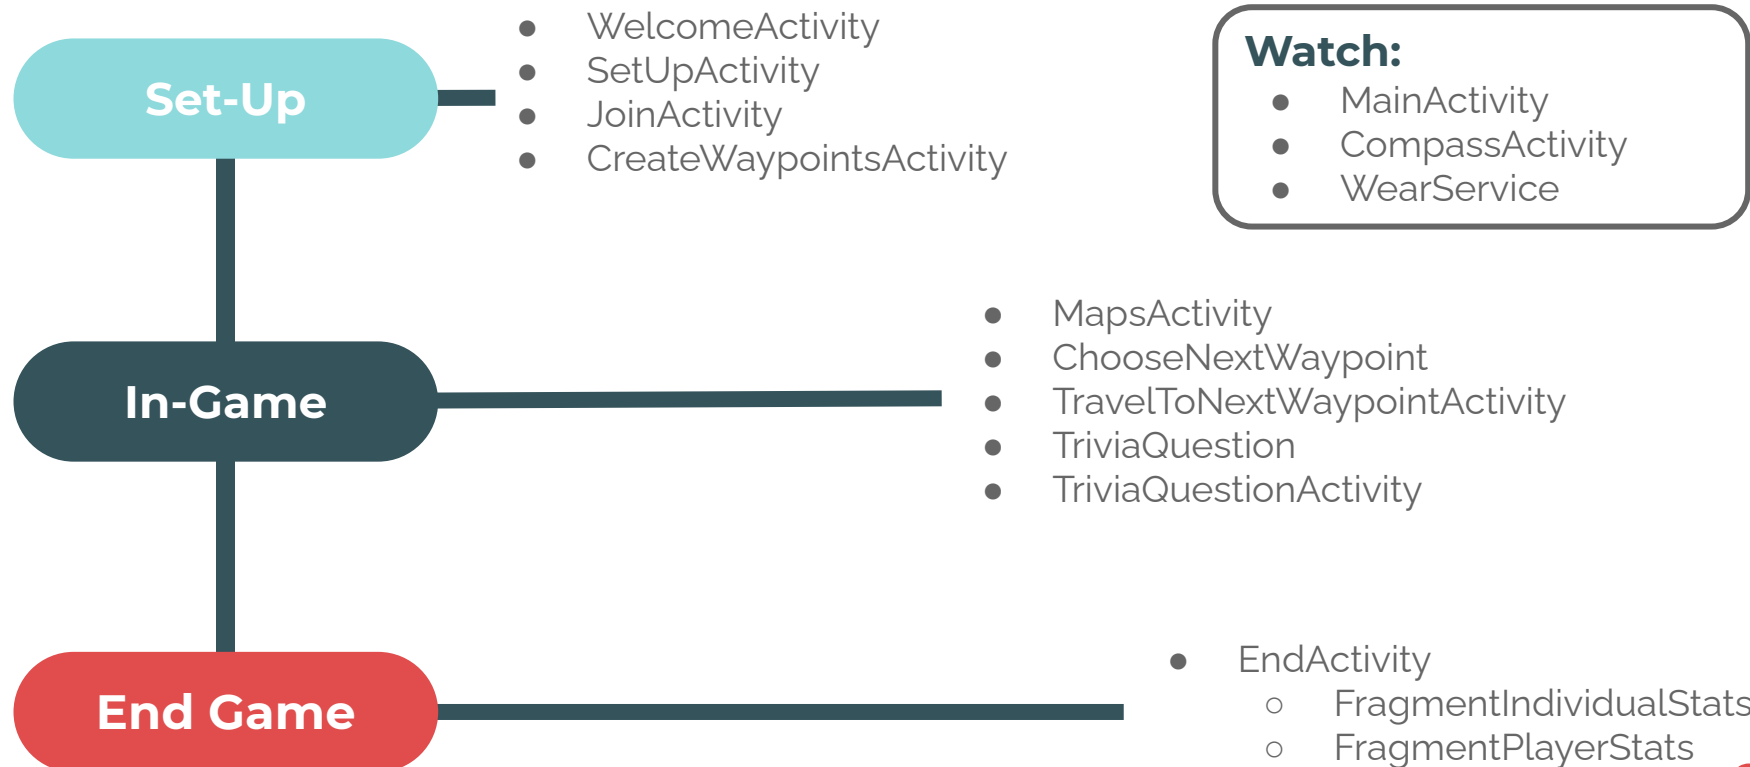 Set-Up
WelcomeActivity
SetUpActivity
JoinActivity
CreateWaypointsActivity
Watch:
MainActivity
CompassActivity
WearService
In-Game
MapsActivity
ChooseNextWaypoint
TravelToNextWaypointActivity
TriviaQuestion
TriviaQuestionActivity
End Game
EndActivity
FragmentIndividualStats
FragmentPlayerStats